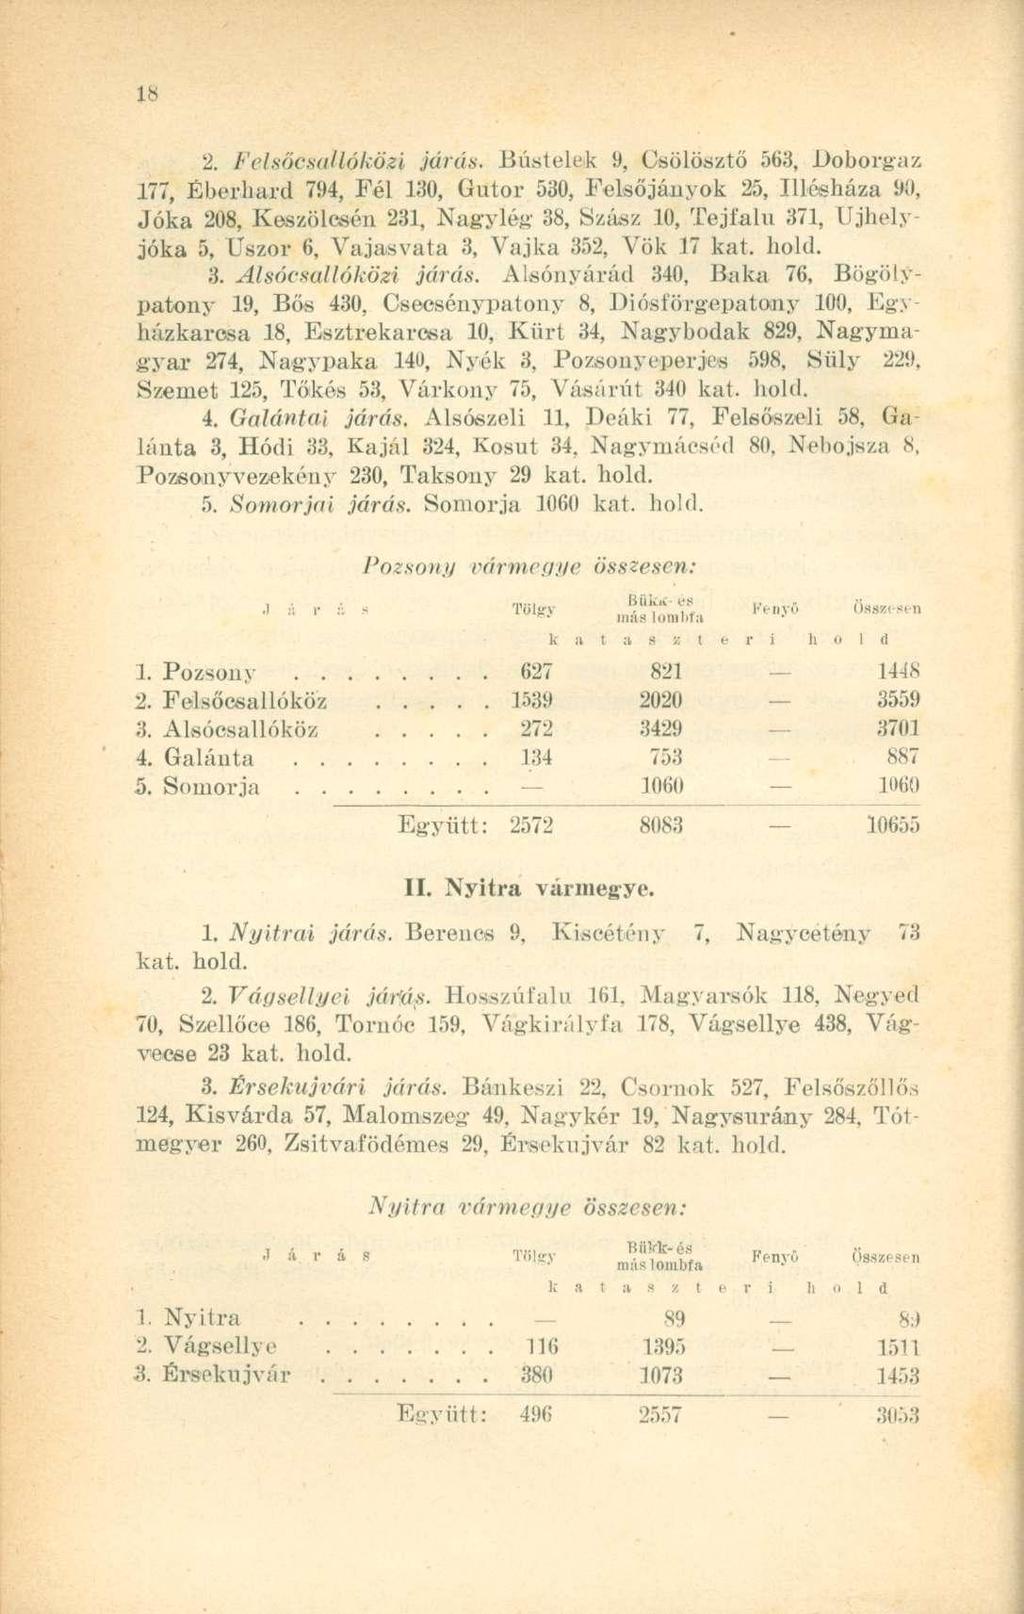 18
2. Felsőcsallóközi járás. Bústelek 9, Csölösztő 563, Doborgaz
177, Éberhard 794, Fél 130, Gutor 530, Felsőjányok 25, Illésháza 90,
Jóka 208, Keszölcsén 231, Nagylég 38, Szász 10, Tejfalu 371, Ujhely-
jóka 5, Uszor 6, Vajasvata 3, Vajka 352, Vök 17 kat. hold.
3. Alsócsallóközi járás. Alsónyárád 340, Baka 76, Bögöly-
patony 19, Bős 430, Csecsénypatony 8, Diósförgepatony 100, Egy-
házkarcsa 18, Esztrekarcsa 10, Kürt 34, Nagybodak 829, Nagyma-
gyar 274, Nagypaka 140, Nyék 3, Pozsonyeperjes 598, Süly 229,
Szemet 125, Tőkés 53, Várkony 75, Vásárút 340 kat. hold.
4. Galántai járás. Alsószeli 11, Deáki 77, Felsőszeli 58, Ga-
lánta 3, Hódi 33, Kajál 324, Kosut 34, Nagymácséd 80, Nebojsza 8,
Pozsonyvezekény 230, Taksony 29 kat. hold.
5. Somorjai járás. Somorja 1060 kat. hold.
Pozsony vármegye összesen:
Járás Tölgy Bükk- és más lombfa Fenyő Összesen
kataszteri hold
1. Pozsony ........ 627 821 — 1448
2. Felsőcsallóköz ..... 1539 2020 — 3559
3. Alsócsallóköz ..... 272 3429 — 3701
4. Galánta ........ 134 753 — 887
5. Somorja ........ — 1060 — 1060
Együtt: 2572 8083 — 10655
II. Nyitra vármegye.
1. Nyitrai járás. Berencs 9, Kiscétény 7, Nagycétény 73
kat. hold.
2. Vágsellyei járás. Hosszúfalu 161, Magyarsók 118, Negyed
70, Szellőce 186, Tornóc 159, Vágkirályfa 178, Vágsellye 438, Vág-
vecse 23 kat. hold.
3. Érsekujvári járás. Bánkeszi 22, Csornok 527, Felsőszőllős
124, Kisvárda 57, Malomszeg 49, Nagykér 19, Nagysurány 284, Tót-
megyer 260, Zsitvafödémes 29, Érsekujvár 82 kat. hold.
Nyitra vármegye összesen:
Járás Tölgy Bükk- és más lombfa Fenyő Összesen
kataszteri hold
1. Nyitra ........ — 89 — 89
2. Vágsellye ....... 116 1395 — 1511
3. Érsekujvár ....... 380 1073 — 1453
Együtt: 496 2557 — 3053